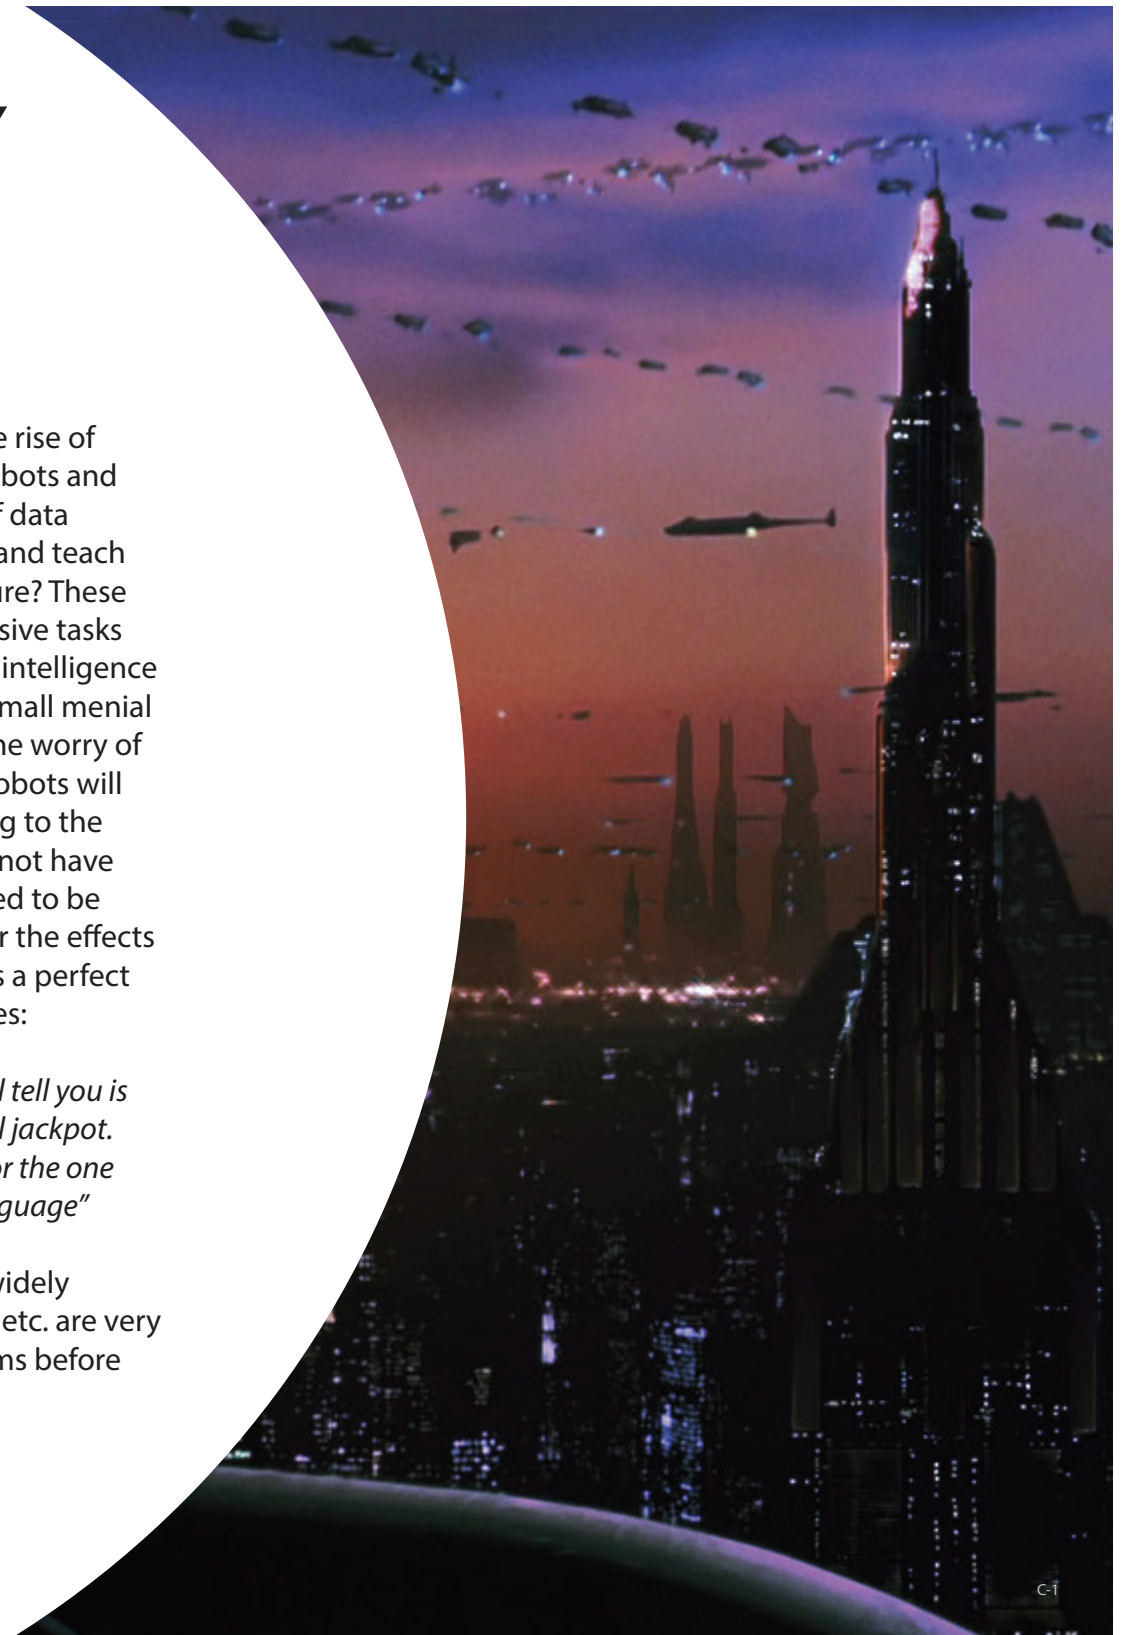 e rise of
bots and
f data
and teach
ure? These
sive tasks
intelligence
mall menial
he worry of
obots will
g to the
not have
ed to be
r the effects
s a perfect
es:
l tell you is
l jackpot.
or the one
guage”
videly
etc. are very
ms before
C-1